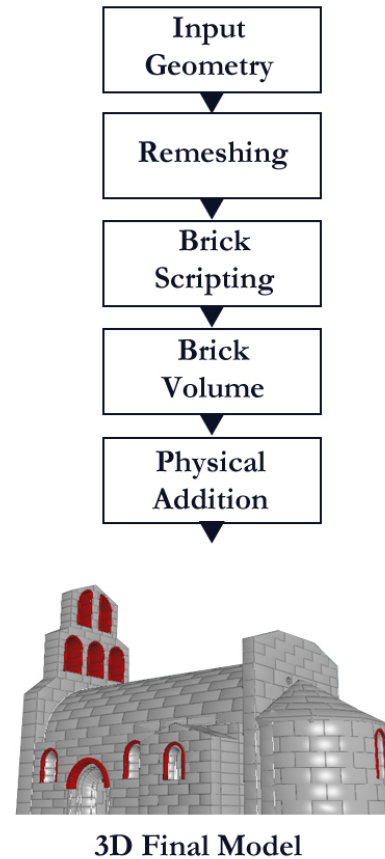 Input
Geometry
Remeshing
Brick
Scripting
Brick
Volume
Physical
Addition
3D Final Model